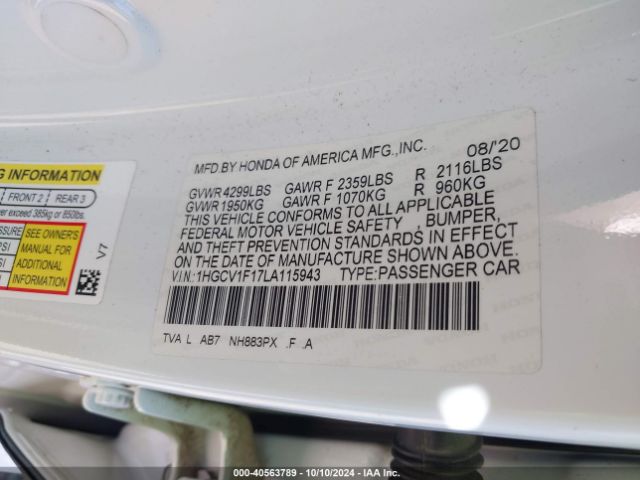 MFD.BY HONDA OF AMERICA MFG.,INC. 08/'20
GVWR 4299LBS GAWR F 2359LBS R 2116LBS
GVWR 1950KG GAWR F 1070KG R 960KG
THIS VEHICLE CONFORMS TO ALL APPLICABLE
FEDERAL MOTOR VEHICLE SAFETY , BUMPER,
AND THEFT PREVENTION STANDARDS IN EFFECT
ON THE DATE OF MANUFACTURE SHOWN ABOVE.
V.I.N: 1HGCV1F17LA115943 TYPE:PASSENGER CAR
TVA L AB7 NH883PX .F .A
INFORMATION
FRONT 2 REAR 3
exceed 385kg or 850lbs.
SEE OWNER'S
MANUAL FOR
ADDITIONAL
INFORMATION
V7
000-40563789 - 10/10/2024 - IAA Inc.